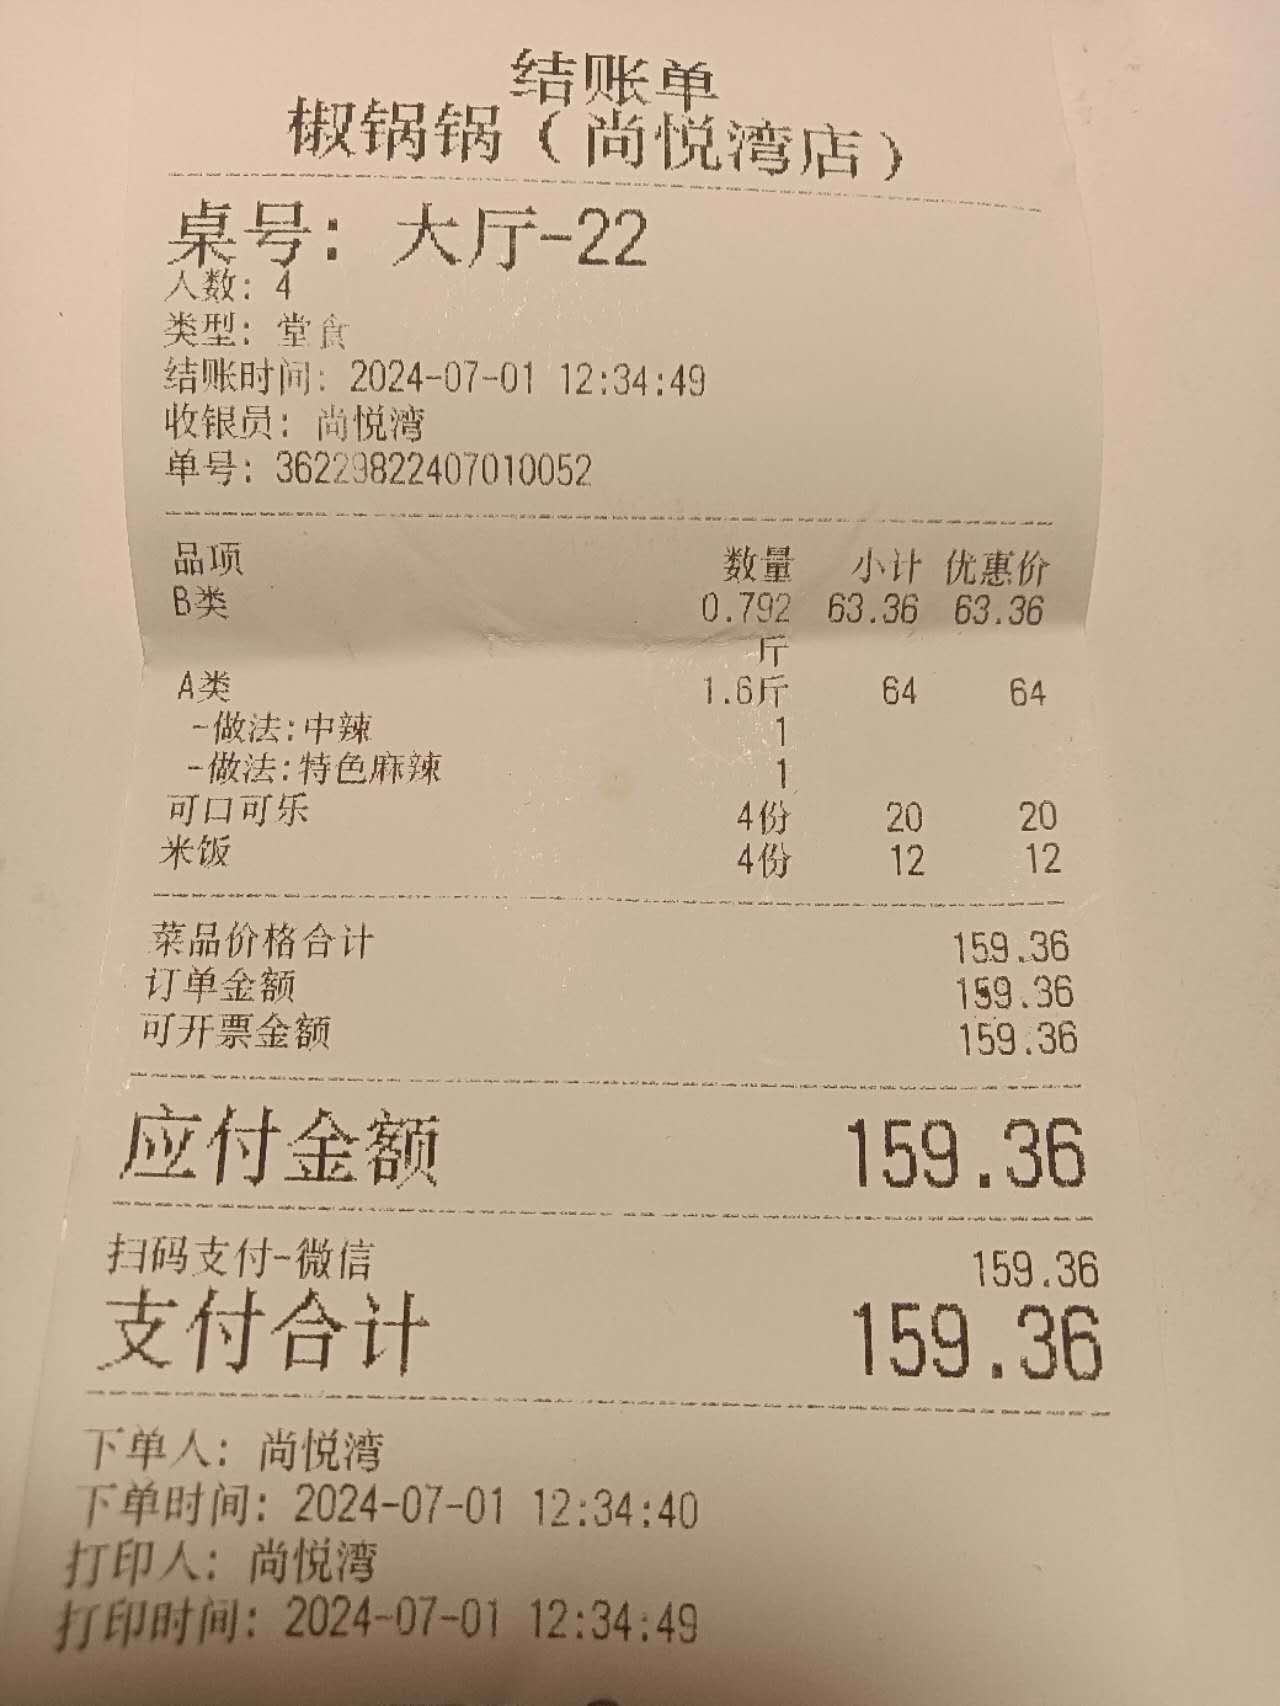 结账单
椒锅锅（尚悦湾店）
桌号：大厅-22
人数：4
类型：堂食
结账时间：2024-07-01 12:34:49
收银员：尚悦湾
单号：36229822407010052
品项 数量 小计 优惠价
B类 0.792 63.36 63.36
斤
A类 1.6斤 64 64
-做法:中辣 1
-做法:特色麻辣 1
可口可乐 4份 20 20
米饭 4份 12 12
菜品价格合计 159.36
订单金额 159.36
可开票金额 159.36
应付金额 159.36
扫码支付-微信 159.36
支付合计 159.36
下单人：尚悦湾
下单时间：2024-07-01 12:34:40
打印人：尚悦湾
打印时间：2024-07-01 12:34:49